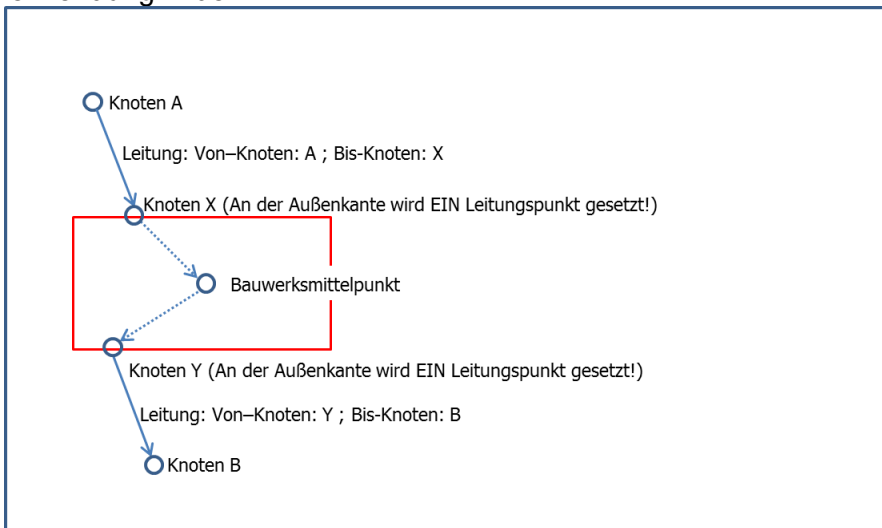 Knoten A
Leitung: Von–Knoten: A ; Bis-Knoten: X
Knoten X (An der Außenkante wird EIN Leitungspunkt gesetzt!)
Bauwerksmittelpunkt
Knoten Y (An der Außenkante wird EIN Leitungspunkt gesetzt!)
Leitung: Von–Knoten: Y ; Bis-Knoten: B
Knoten B